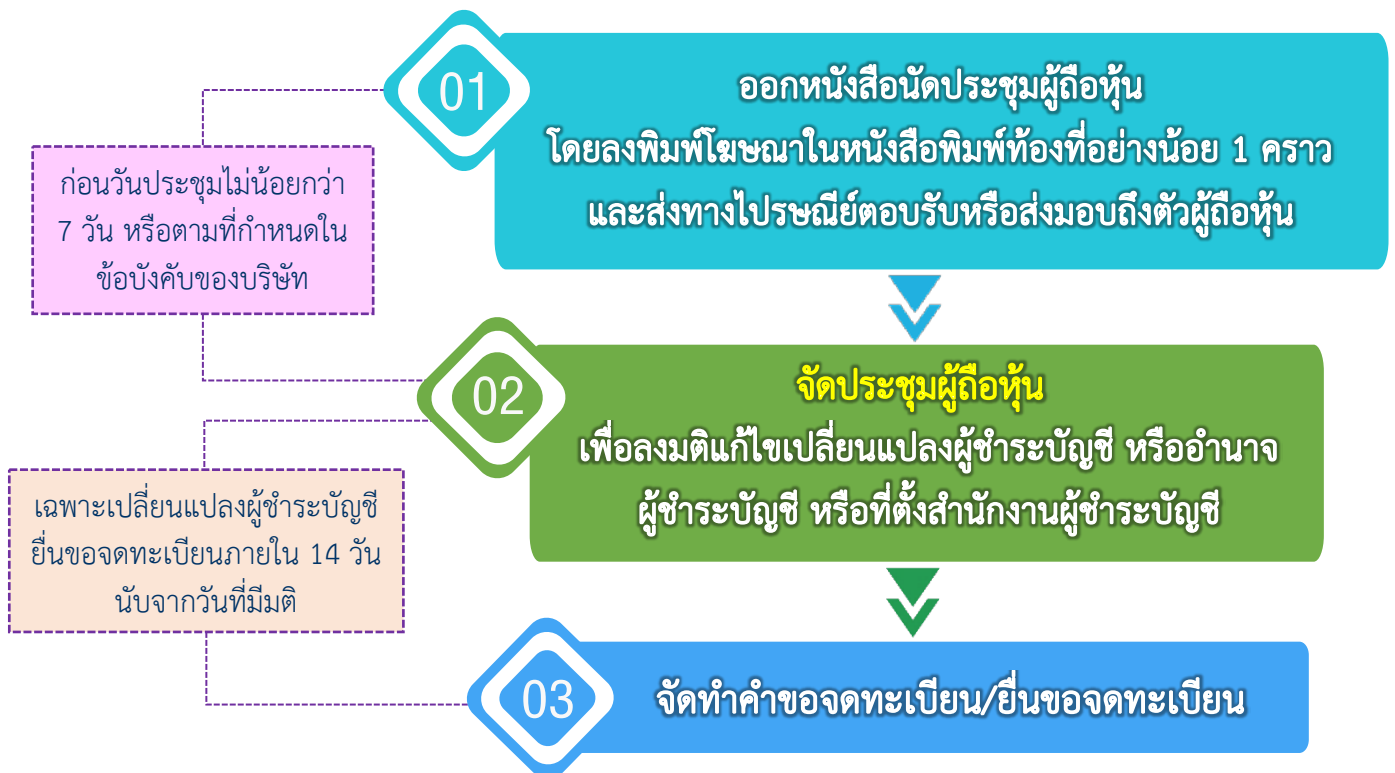 01
ออกหนังสือนัดประชุมผู้ถือหุ้น
โดยลงพิมพ์โฆษณาในหนังสือพิมพ์ท้องที่อย่างน้อย 1 คราว
และส่งทางไปรษณีย์ตอบรับหรือส่งมอบถึงตัวผู้ถือหุ้น
ก่อนวันประชุมไม่น้อยกว่า
7 วัน หรือตามที่กำหนดใน
ข้อบังคับของบริษัท
02
จัดประชุมผู้ถือหุ้น
เพื่อลงมติแก้ไขเปลี่ยนแปลงผู้ชำระบัญชี หรืออำนาจ
ผู้ชำระบัญชี หรือที่ตั้งสำนักงานผู้ชำระบัญชี
เฉพาะเปลี่ยนแปลงผู้ชำระบัญชี
ยื่นขอจดทะเบียนภายใน 14 วัน
นับจากวันที่มีมติ
03
จัดทำคำขอจดทะเบียน/ยื่นขอจดทะเบียน